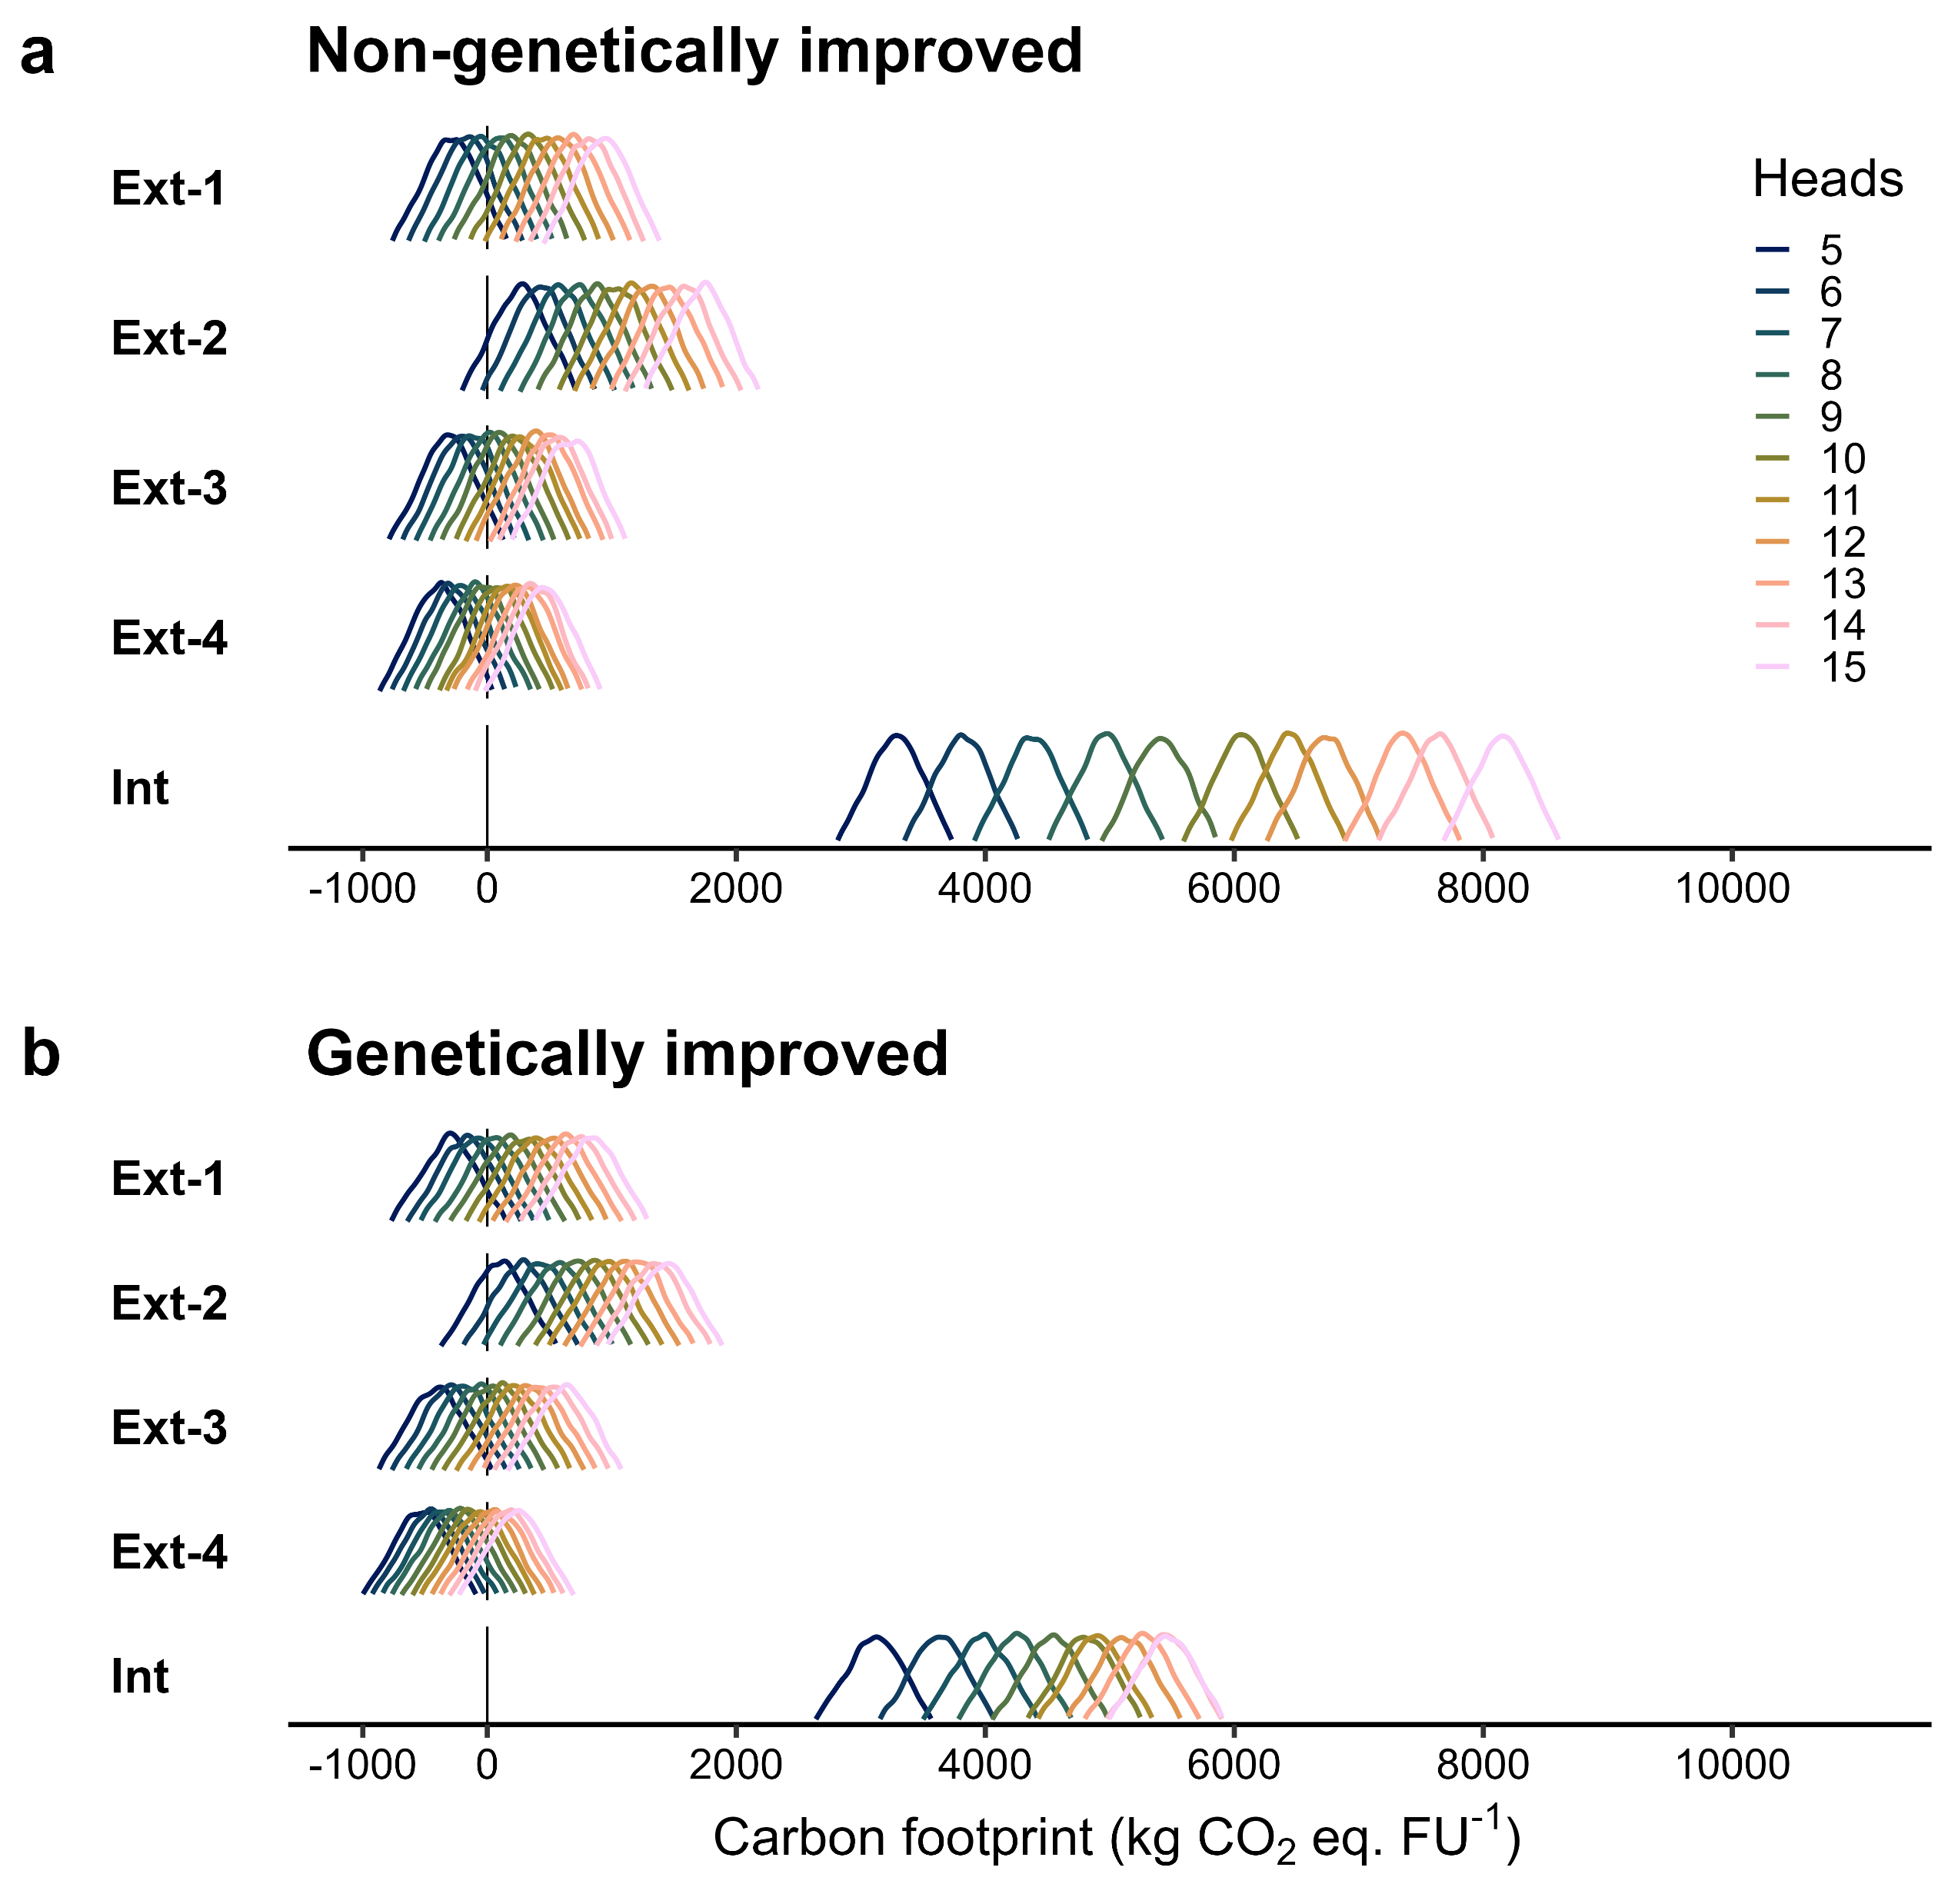 a Non-genetically improved
Ext-1
Ext-2
Ext-3
Ext-4
Int
-1000 0 2000 4000 6000 8000 10000
Heads
5
6
7
8
9
10
11
12
13
14
15
b Genetically improved
Ext-1
Ext-2
Ext-3
Ext-4
Int
-1000 0 2000 4000 6000 8000 10000
Carbon footprint (kg CO₂ eq. FU⁻¹)